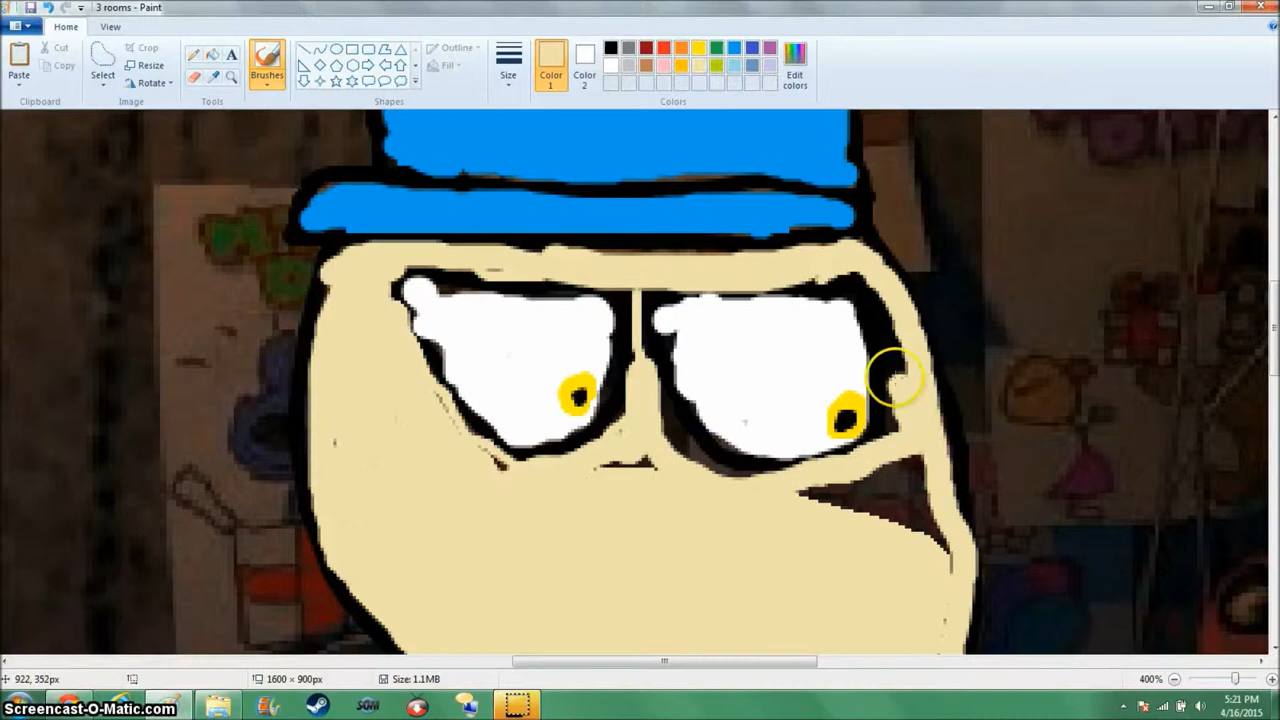 3 rooms - Paint
Home View
Paste Cut Copy Clipboard
Select Crop Resize Rotate Image
A Tools
Brushes
Outline Fill Shapes
Size
Color 1 Color 2 Edit colors Colors
922, 352px 1600 × 900px Size: 1.1MB 400%
SOM
Screencast-O-Matic.com
5:21 PM
4/16/2015